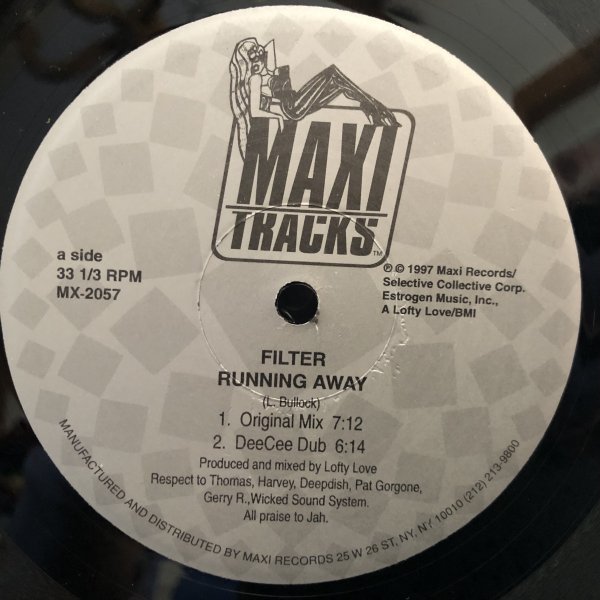 MAXI
TRACKS™
a side
33 1/3 RPM
MX-2057
℗ © 1997 Maxi Records/
Selective Collective Corp.
Estrogen Music, Inc.,
A Lofty Love/BMI
FILTER
RUNNING AWAY
(L. Bullock)
1. Original Mix 7:12
2. DeeCee Dub 6:14
Produced and mixed by Lofty Love
Respect to Thomas, Harvey, Deepdish, Pat Gorgone,
Gerry R.,Wicked Sound System.
All praise to Jah.
MANUFACTURED AND DISTRIBUTED BY MAXI RECORDS 25 W 26 ST, NY, NY 10010 (212) 213-9800